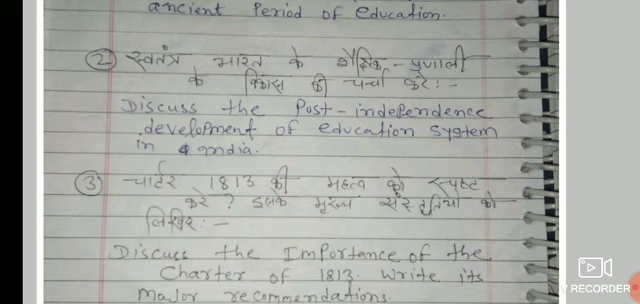 ancient Period of education.
② स्वतंत्र भारत के शैक्षिक - प्रणाली
के विकास की चर्चा करें :-
Discuss the Post-independence
development of education system
in India.
③ चार्टर 1813 की महत्व को स्पष्ट
करे ? इसके मुख्य संस्तुतियों को
लिखिए :-
Discuss the Importance of the
Charter of 1813. Write its
Major recommendations.
RECORDER